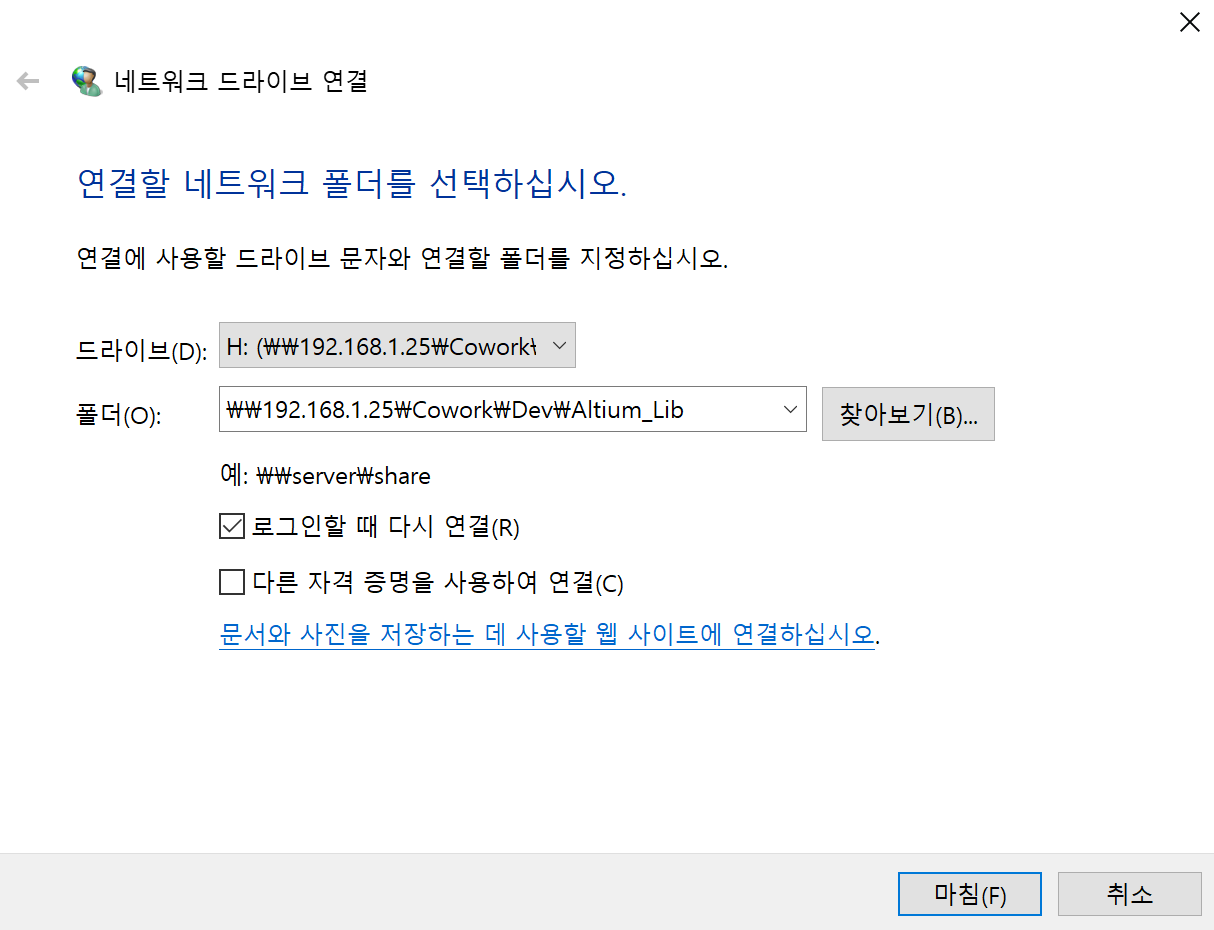 네트워크 드라이브 연결
연결할 네트워크 폴더를 선택하십시오.
연결에 사용할 드라이브 문자와 연결할 폴더를 지정하십시오.
드라이브(D): H: (₩₩192.168.1.25₩Cowork₩
폴더(O): ₩₩192.168.1.25₩Cowork₩Dev₩Altium_Lib 찾아보기(B)...
예: ₩₩server₩share
로그인할 때 다시 연결(R)
다른 자격 증명을 사용하여 연결(C)
문서와 사진을 저장하는 데 사용할 웹 사이트에 연결하십시오.
마침(F) 취소